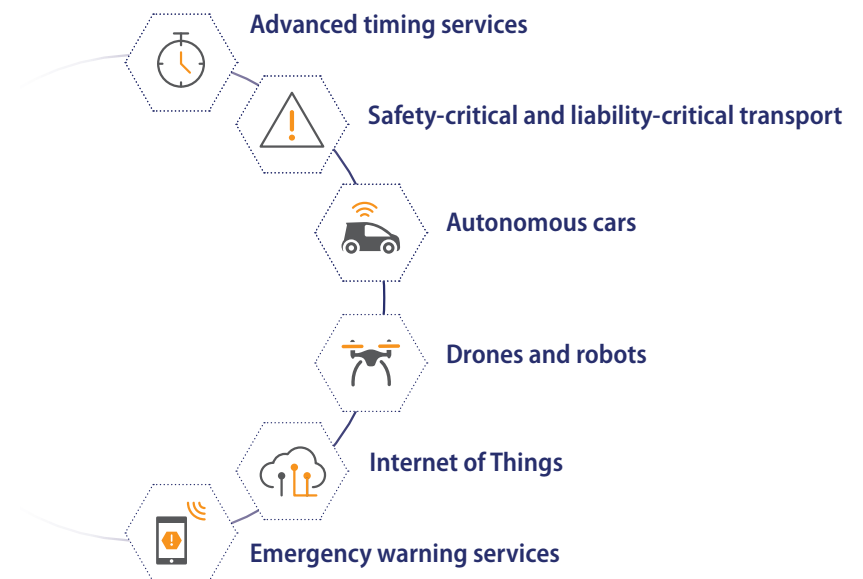 Advanced timing services
Safety-critical and liability-critical transport
Autonomous cars
Drones and robots
Internet of Things
Emergency warning services